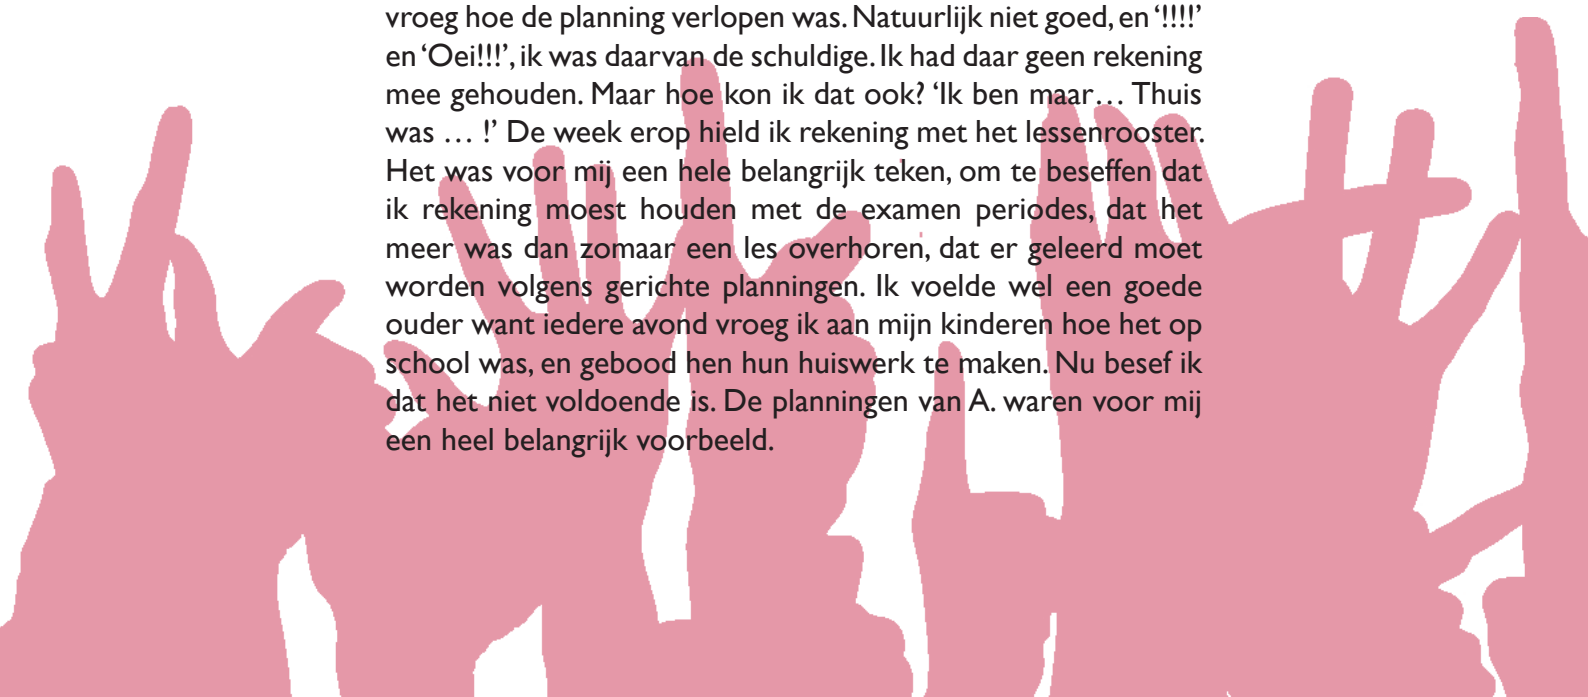 vroeg hoe de planning verlopen was. Natuurlijk niet goed, en ‘!!!!’
en ‘Oei!!!’, ik was daarvan de schuldige. Ik had daar geen rekening
mee gehouden. Maar hoe kon ik dat ook? ‘Ik ben maar… Thuis
was … !’ De week erop hield ik rekening met het lessenrooster.
Het was voor mij een hele belangrijk teken, om te beseffen dat
ik rekening moest houden met de examen periodes, dat het
meer was dan zomaar een les overhoren, dat er geleerd moet
worden volgens gerichte planningen. Ik voelde wel een goede
ouder want iedere avond vroeg ik aan mijn kinderen hoe het op
school was, en gebood hen hun huiswerk te maken. Nu besef ik
dat het niet voldoende is. De planningen van A. waren voor mij
een heel belangrijk voorbeeld.